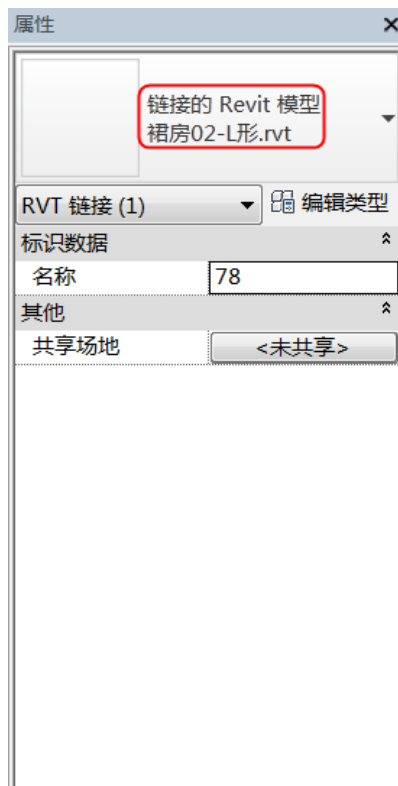 属性
链接的 Revit 模型
裙房02-L形.rvt
RVT 链接 (1) 编辑类型
标识数据
名称 78
其他
共享场地 <未共享>